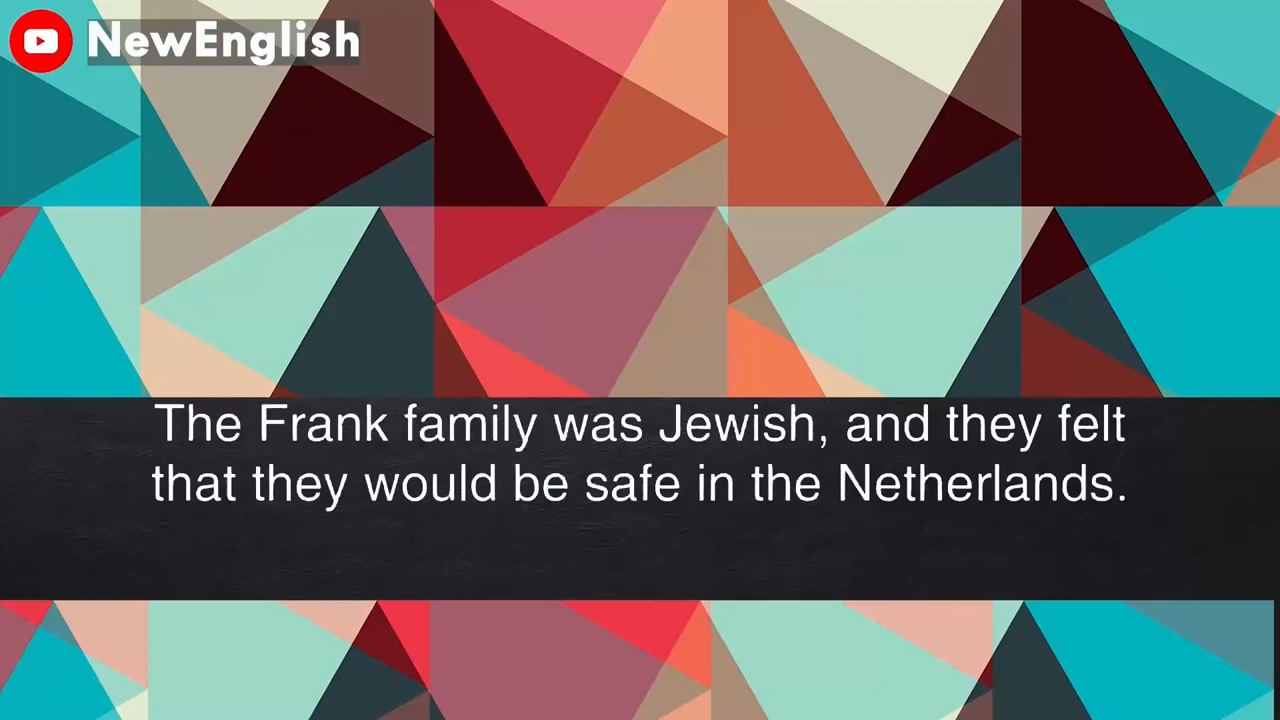 NewEnglish
The Frank family was Jewish, and they felt
that they would be safe in the Netherlands.